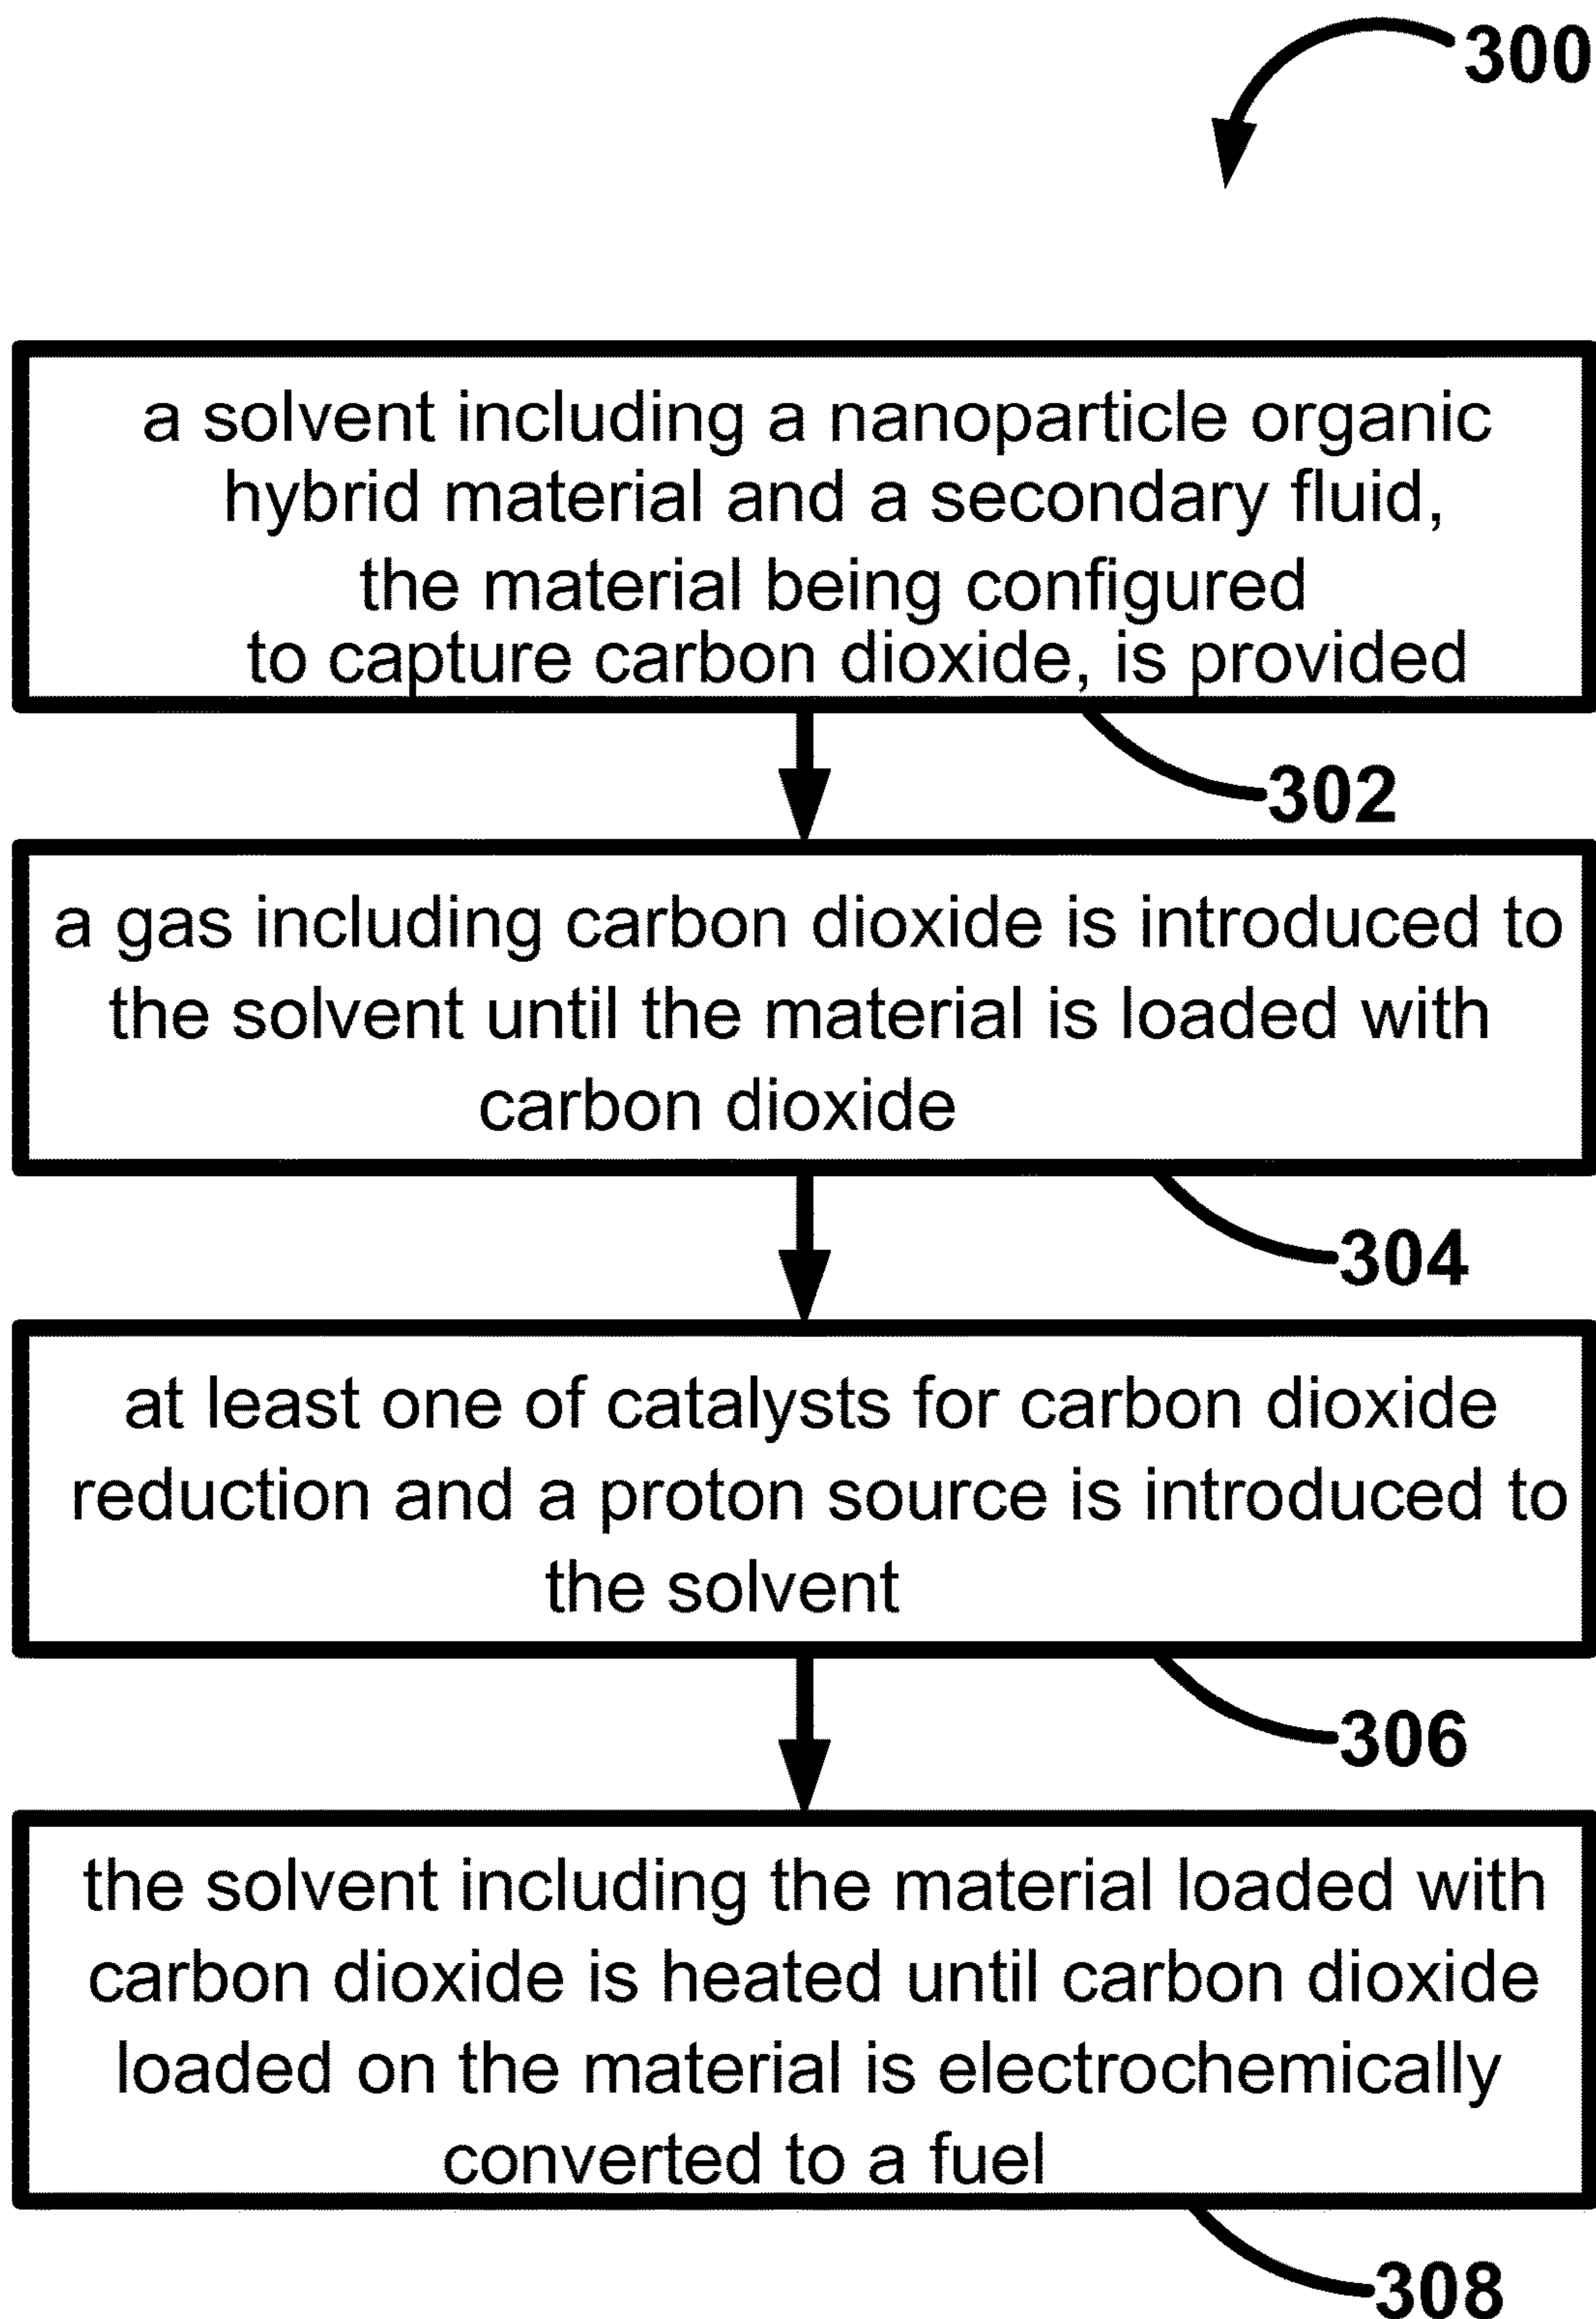 300
a solvent including a nanoparticle organic
hybrid material and a secondary fluid,
the material being configured
to capture carbon dioxide, is provided
302
a gas including carbon dioxide is introduced to
the solvent until the material is loaded with
carbon dioxide
304
at least one of catalysts for carbon dioxide
reduction and a proton source is introduced to
the solvent
306
the solvent including the material loaded with
carbon dioxide is heated until carbon dioxide
loaded on the material is electrochemically
converted to a fuel
308